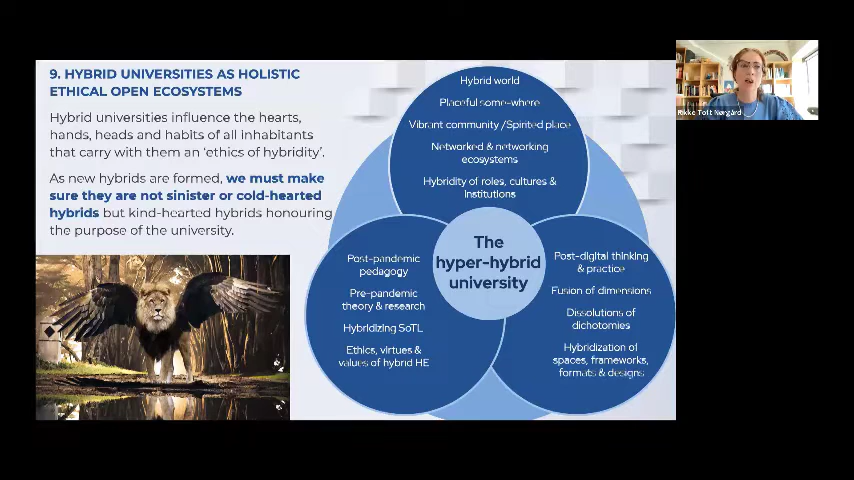 9. HYBRID UNIVERSITIES AS HOLISTIC
ETHICAL OPEN ECOSYSTEMS
Hybrid universities influence the hearts,
hands, heads and habits of all inhabitants
that carry with them an ‘ethics of hybridity’.
As new hybrids are formed, we must make
sure they are not sinister or cold-hearted
hybrids but kind-hearted hybrids honouring
the purpose of the university.
Hybrid world
Placeful some-where
Vibrant community /Spirited place
Networked & networking
ecosystems
Hybridity of roles, cultures &
institutions
The
hyper-hybrid
university
Post-pandemic
pedagogy
Pre-pandemic
theory & research
Hybridizing SoTL
Ethics, virtues &
values of hybrid HE
Post-digital thinking
& practice
Fusion of dimensions
Dissolutions of
dichotomies
Hybridization of
spaces, frameworks,
formats & designs
Rikke Toft Nørgård